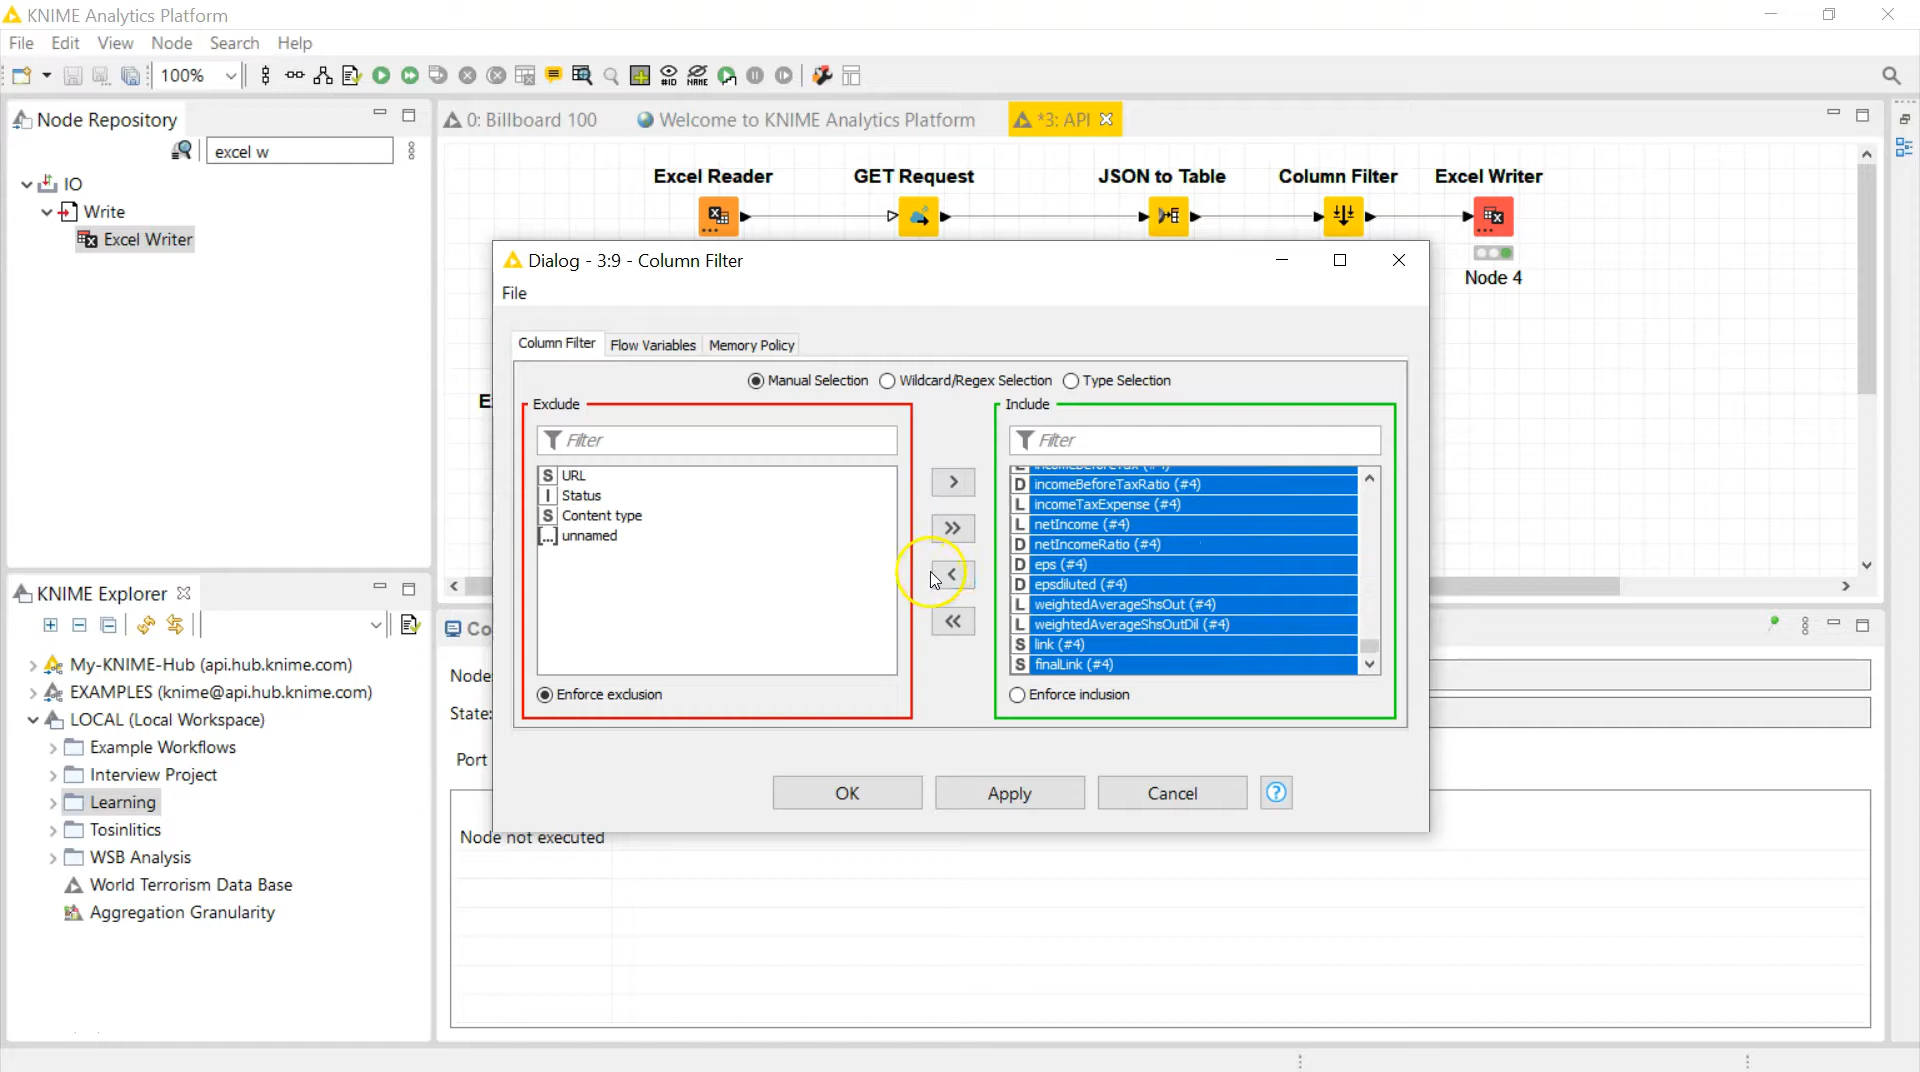 KNIME Analytics Platform
File Edit View Node Search Help
100%
#ID NAME
Node Repository
excel w
IO
Write
Excel Writer
0: Billboard 100
Welcome to KNIME Analytics Platform
*3: API
Excel Reader
GET Request
JSON to Table
Column Filter
Excel Writer
Node 4
E
Dialog - 3:9 - Column Filter
File
Column Filter
Flow Variables
Memory Policy
Manual Selection
Wildcard/Regex Selection
Type Selection
Exclude
Filter
S URL
I Status
S Content type
[...] unnamed
Enforce exclusion
>
>>
<
<<
Include
Filter
D incomeBeforeTaxRatio (#4)
L incomeTaxExpense (#4)
L netIncome (#4)
D netIncomeRatio (#4)
D eps (#4)
D epsdiluted (#4)
L weightedAverageShsOut (#4)
L weightedAverageShsOutDil (#4)
S link (#4)
S finalLink (#4)
Enforce inclusion
OK
Apply
Cancel
?
KNIME Explorer
My-KNIME-Hub (api.hub.knime.com)
EXAMPLES (knime@api.hub.knime.com)
LOCAL (Local Workspace)
Example Workflows
Interview Project
Learning
Tosinlitics
WSB Analysis
World Terrorism Data Base
Aggregation Granularity
Co
Node:
State:
Port
Node not executed